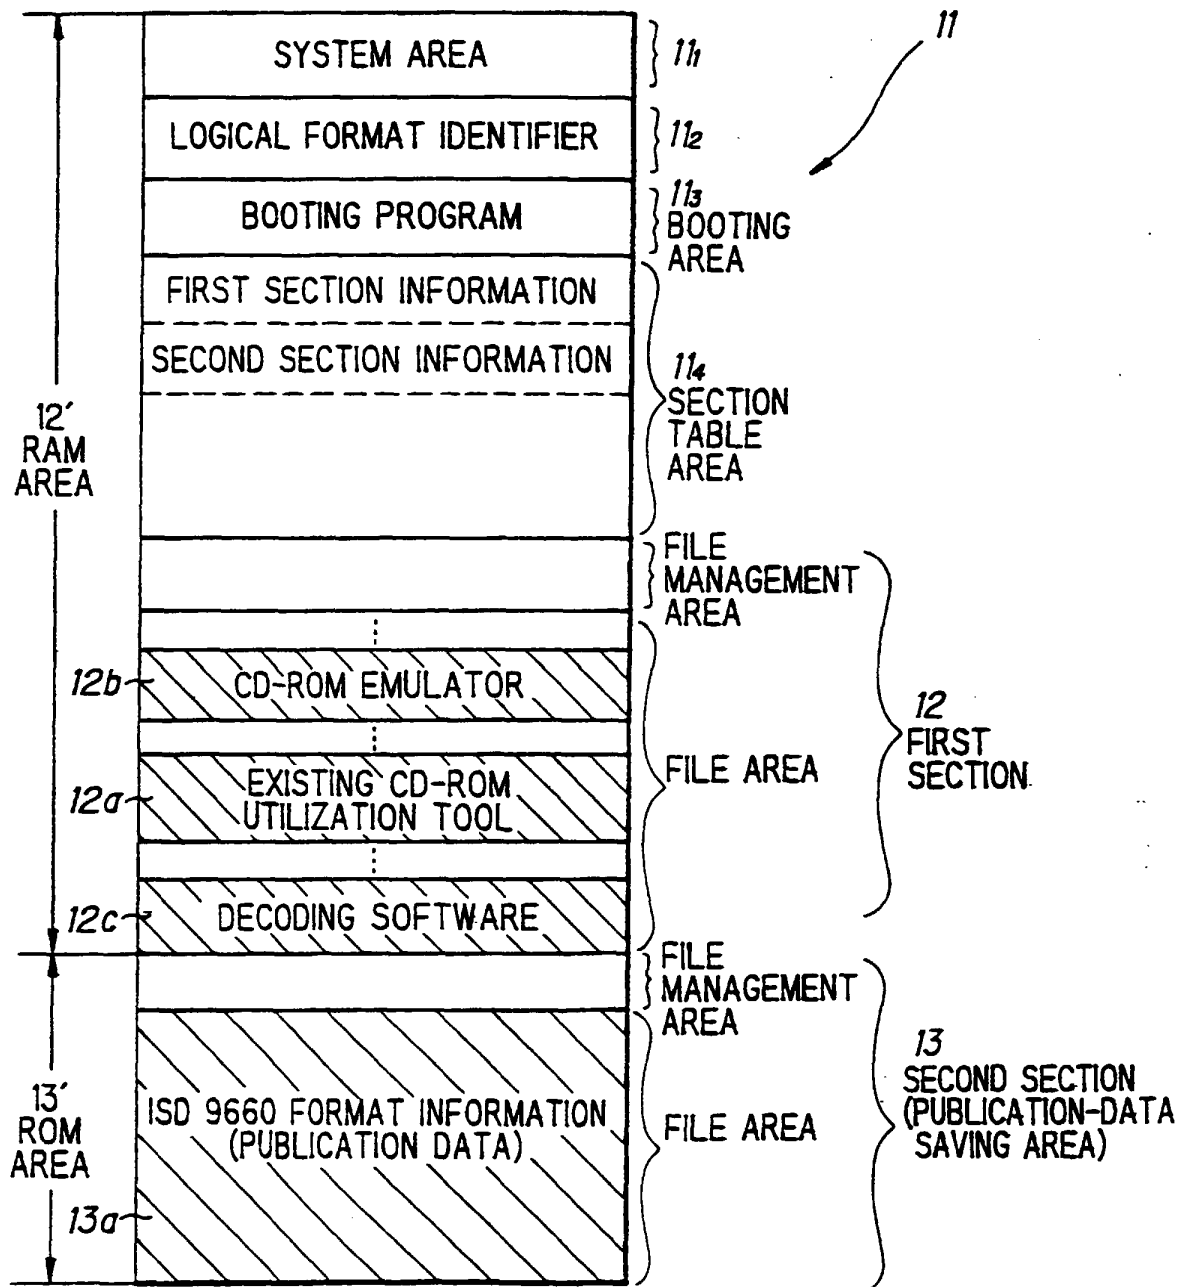 11
SYSTEM AREA
11₁
LOGICAL FORMAT IDENTIFIER
11₂
BOOTING PROGRAM
11₃
BOOTING
AREA
FIRST SECTION INFORMATION
SECOND SECTION INFORMATION
11₄
SECTION
TABLE
AREA
12'
RAM
AREA
FILE
MANAGEMENT
AREA
12b
CD-ROM EMULATOR
12a
EXISTING CD-ROM
UTILIZATION TOOL
FILE AREA
12
FIRST
SECTION
12c
DECODING SOFTWARE
FILE
MANAGEMENT
AREA
13'
ROM
AREA
ISD 9660 FORMAT INFORMATION
(PUBLICATION DATA)
13a
FILE AREA
13
SECOND SECTION
(PUBLICATION-DATA
SAVING AREA)